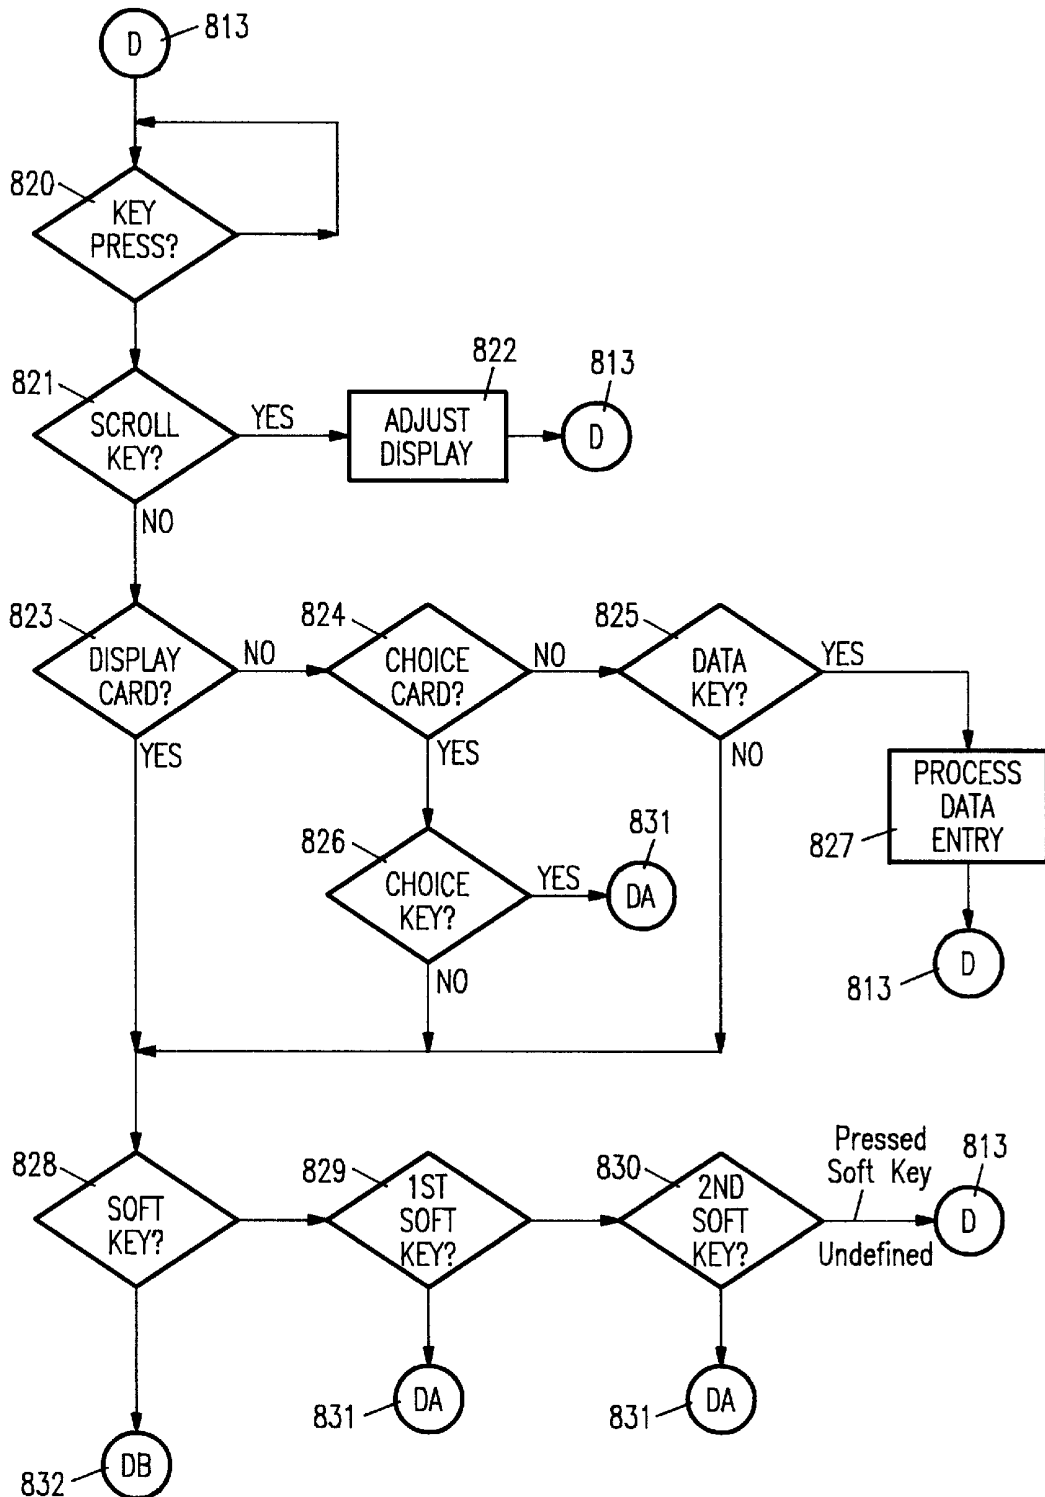 D
813
820
KEY
PRESS?
821
SCROLL
KEY?
YES
822
ADJUST
DISPLAY
813
D
NO
823
DISPLAY
CARD?
NO
824
CHOICE
CARD?
NO
825
DATA
KEY?
YES
YES
YES
NO
PROCESS
DATA
ENTRY
827
826
CHOICE
KEY?
YES
831
DA
NO
D
813
828
SOFT
KEY?
829
1ST
SOFT
KEY?
830
2ND
SOFT
KEY?
Pressed
Soft Key
Undefined
813
D
DA
831
DA
831
DB
832